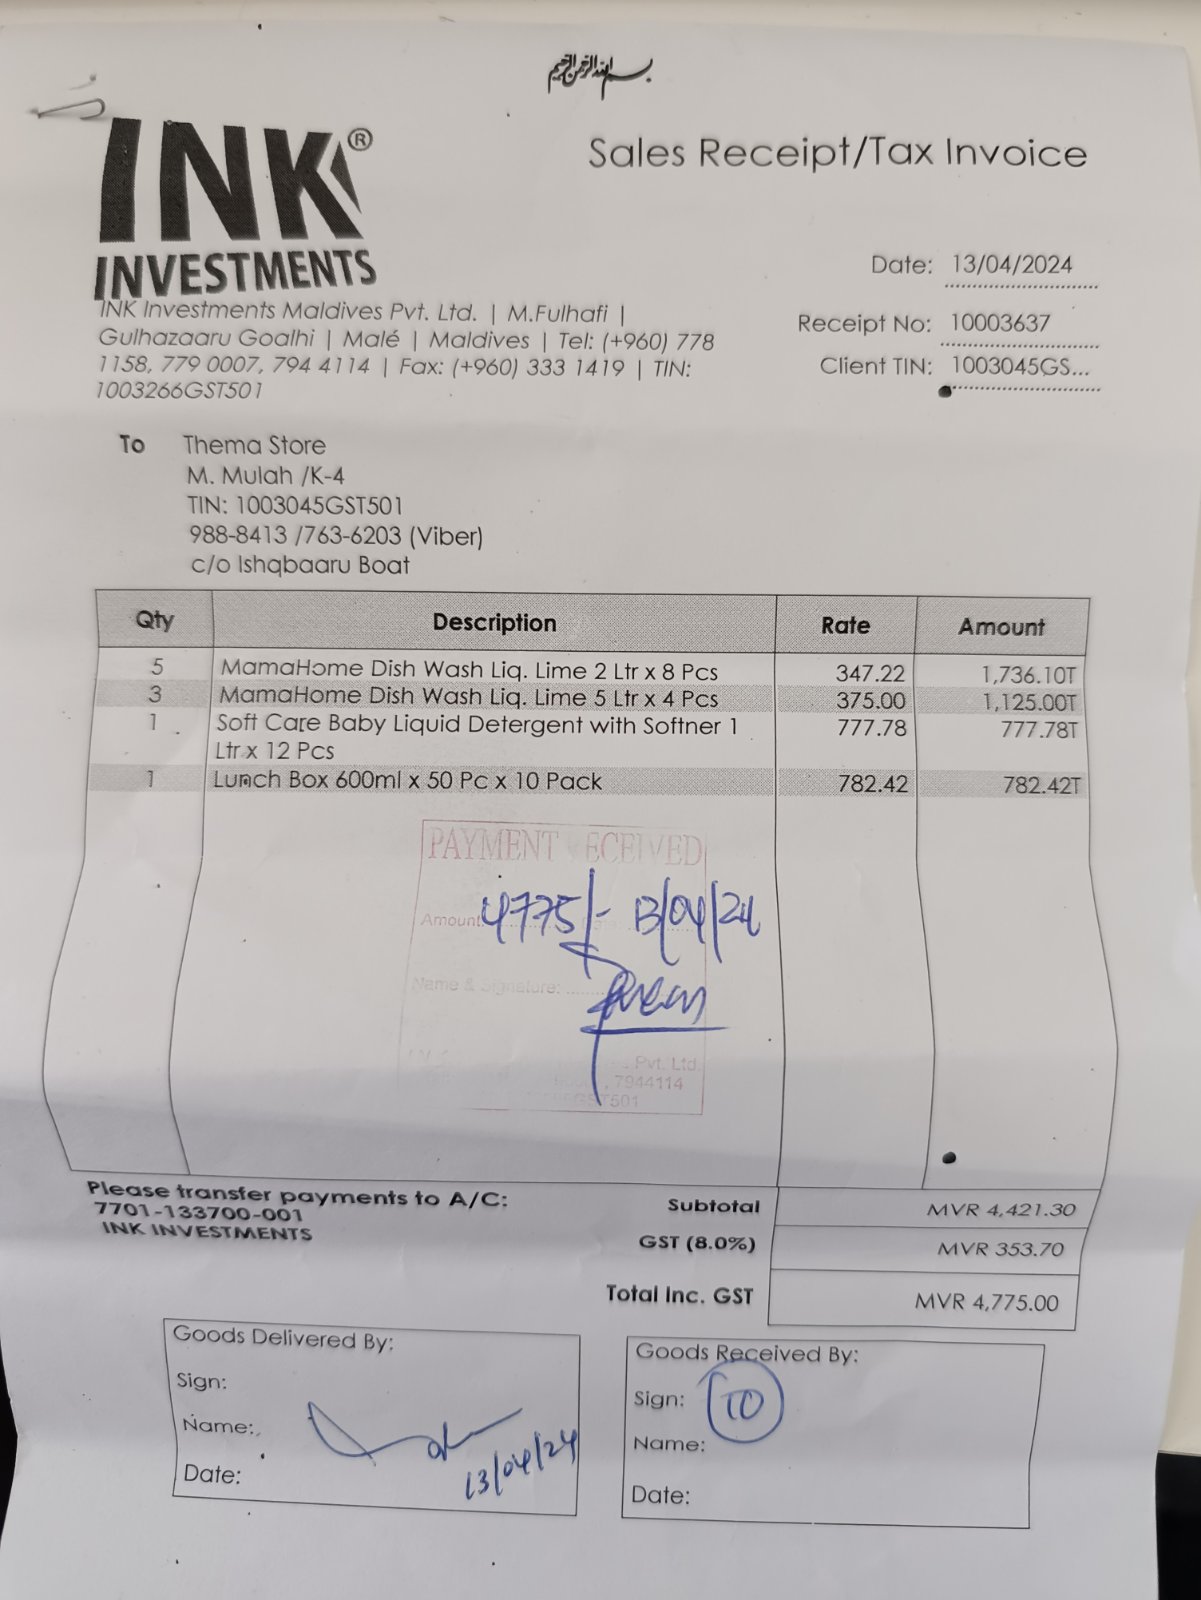 بسم الله الرحمن الرحيم
INK®
INVESTMENTS
Sales Receipt/Tax Invoice
INK Investments Maldives Pvt. Ltd. | M.Fulhafi |
Gulhazaaru Goalhi | Malé | Maldives | Tel: (+960) 778
1158, 779 0007, 794 4114 | Fax: (+960) 333 1419 | TIN:
1003266GST501
Date: 13/04/2024
Receipt No: 10003637
Client TIN: 1003045GS...
To Thema Store
M. Mulah /K-4
TIN: 1003045GST501
988-8413 /763-6203 (Viber)
c/o Ishqbaaru Boat
Qty Description Rate Amount
5 MamaHome Dish Wash Liq. Lime 2 Ltr x 8 Pcs 347.22 1,736.10T
3 MamaHome Dish Wash Liq. Lime 5 Ltr x 4 Pcs 375.00 1,125.00T
1 Soft Care Baby Liquid Detergent with Softner 1 777.78 777.78T
Ltr x 12 Pcs
1 Lunch Box 600ml x 50 Pc x 10 Pack 782.42 782.42T
PAYMENT RECEIVED
Amount: 4775/- 13/04/24
Name & Signature:
Pvt. Ltd.
, 7944114
GST501
Please transfer payments to A/C:
7701-133700-001
INK INVESTMENTS
Subtotal MVR 4,421.30
GST (8.0%) MVR 353.70
Total Inc. GST MVR 4,775.00
Goods Delivered By:
Sign:
Name:
Date: 13/04/24
Goods Received By:
Sign: TO
Name:
Date: